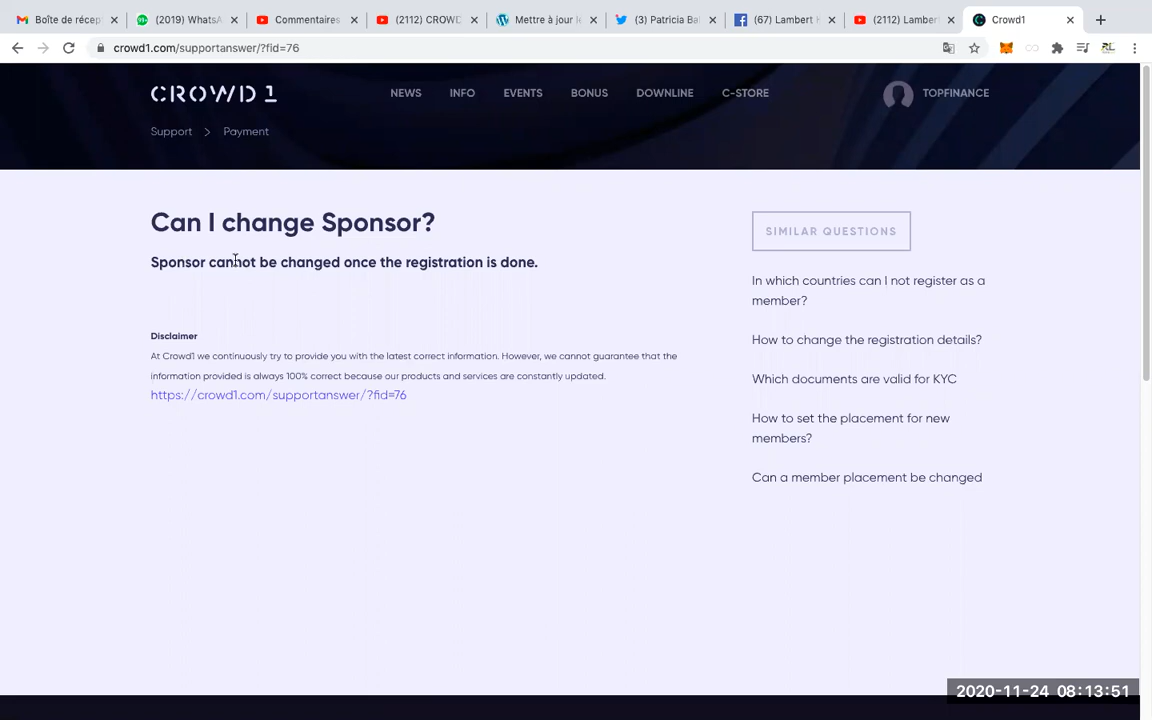 Boîte de récep
(2019) WhatsA
Commentaires
(2112) CROWD
Mettre à jour le
(3) Patricia Ba
(67) Lambert K
(2112) Lambert
Crowd1
crowd1.com/supportanswer/?fid=76
CROWD 1
NEWS
INFO
EVENTS
BONUS
DOWNLINE
C-STORE
TOPFINANCE
Support > Payment
Can I change Sponsor?
Sponsor cannot be changed once the registration is done.
Disclaimer
At Crowd1 we continuously try to provide you with the latest correct information. However, we cannot guarantee that the
information provided is always 100% correct because our products and services are constantly updated.
https://crowd1.com/supportanswer/?fid=76
SIMILAR QUESTIONS
In which countries can I not register as a
member?
How to change the registration details?
Which documents are valid for KYC
How to set the placement for new
members?
Can a member placement be changed
2020-11-24 08:13:51